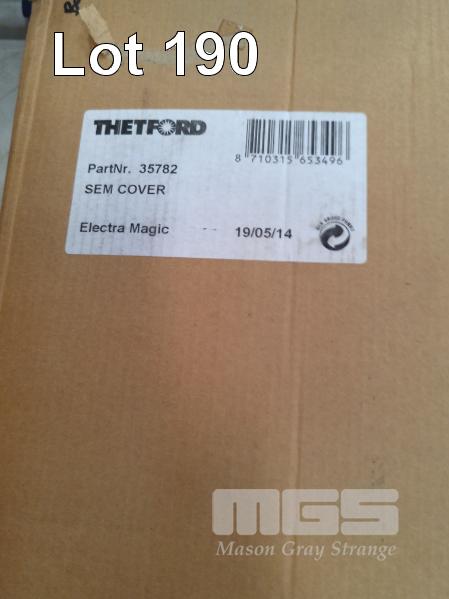 Lot 190
THETFORD
8 710315 653496
PartNr. 35782
SEM COVER
Electra Magic -- 19/05/14
MGS
Mason Gray Strange